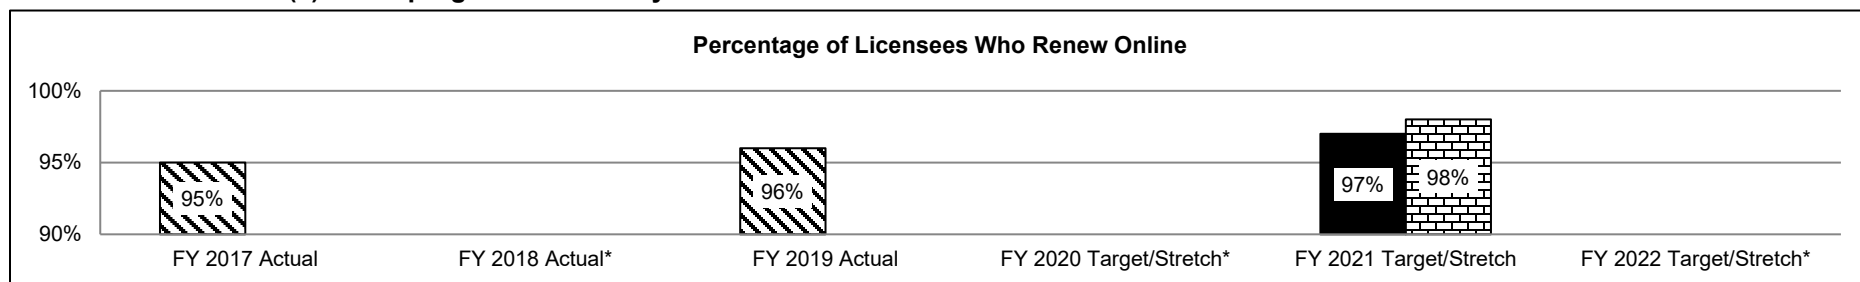 Percentage of Licensees Who Renew Online
100%
95%
90%
95%
96%
97%
98%
FY 2017 Actual
FY 2018 Actual*
FY 2019 Actual
FY 2020 Target/Stretch*
FY 2021 Target/Stretch
FY 2022 Target/Stretch*